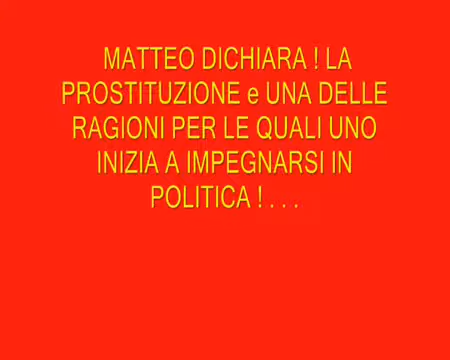 MATTEO DICHIARA ! LA
PROSTITUZIONE e UNA DELLE
RAGIONI PER LE QUALI UNO
INIZIA A IMPEGNARSI IN
POLITICA ! . . .